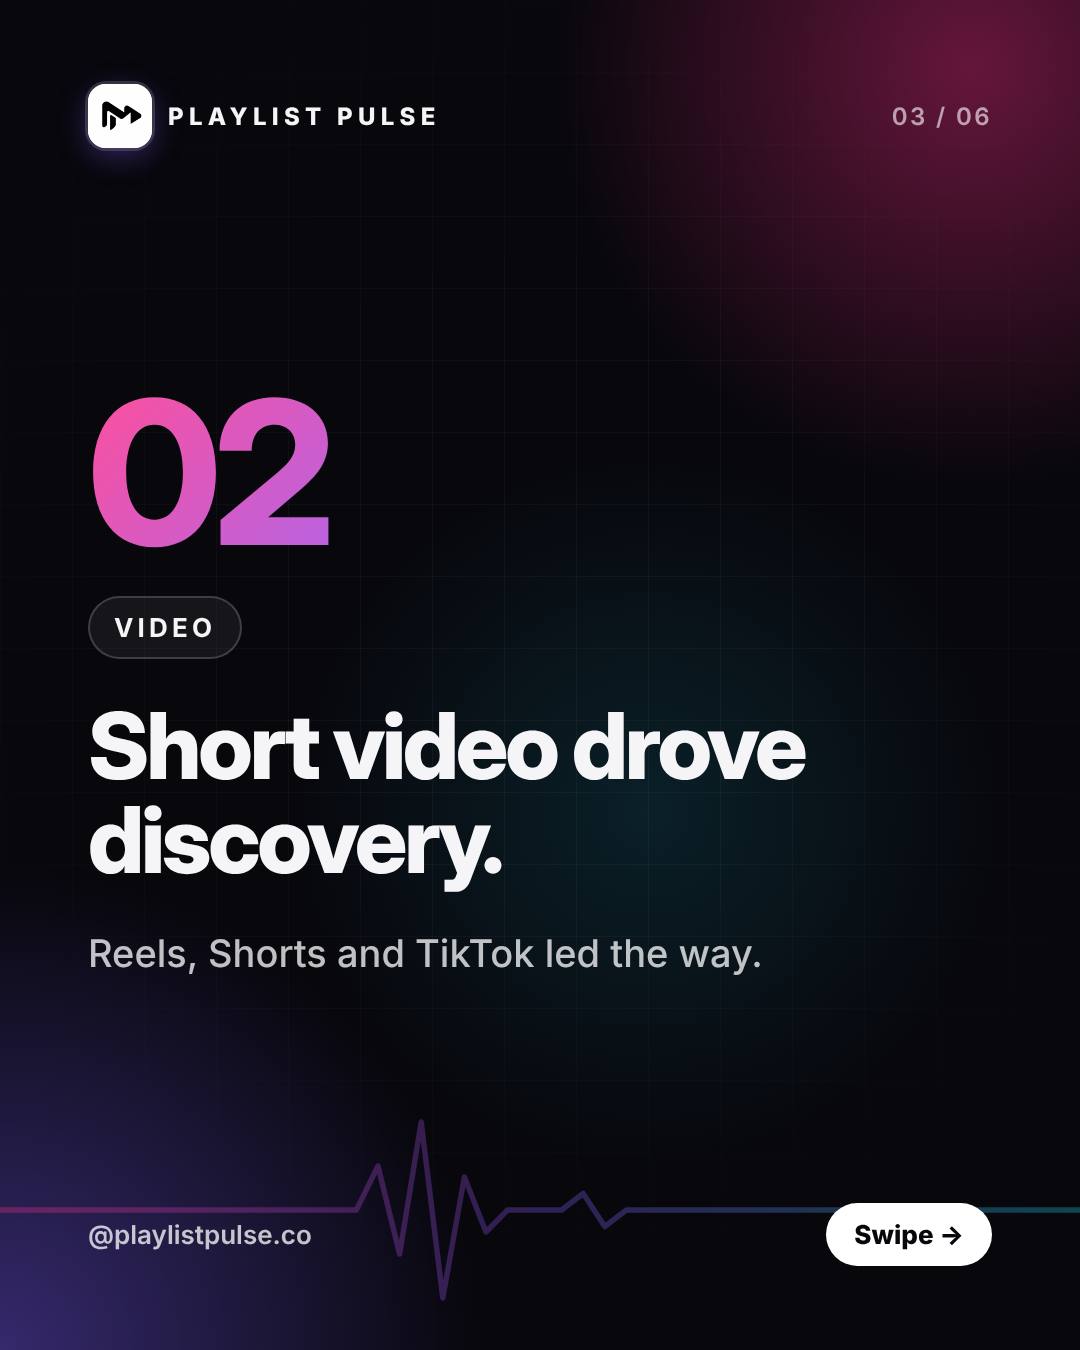 PLAYLIST PULSE
03 / 06
02
VIDEO
Short video drove
discovery.
Reels, Shorts and TikTok led the way.
@playlistpulse.co
Swipe →